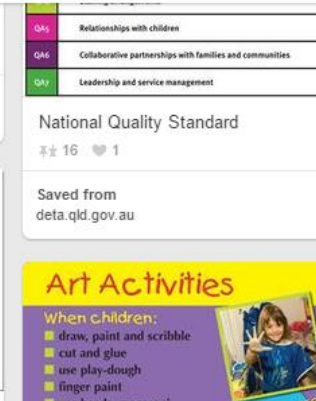 QA5 Relationships with children
QA6 Collaborative partnerships with families and communities
QA7 Leadership and service management
National Quality Standard
16 1
Saved from
deta.qld.gov.au
Art Activities
When children:
draw, paint and scribble
cut and glue
use play-dough
finger paint